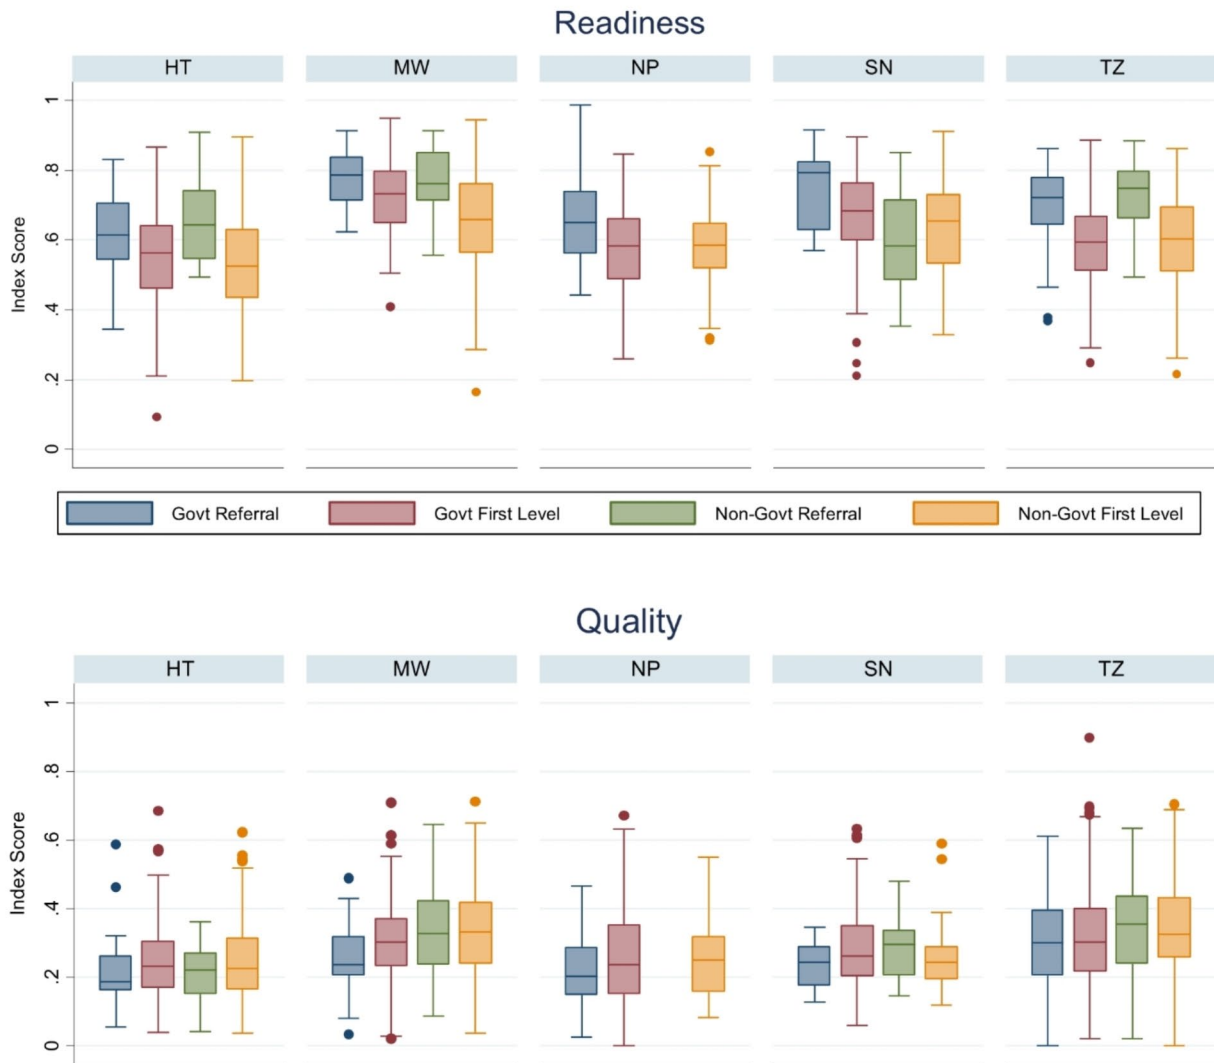 Readiness
HT MW NP SN TZ
1
.8
.6
.4
.2
0
Index Score
Govt Referral Govt First Level Non-Govt Referral Non-Govt First Level
Quality
HT MW NP SN TZ
1
.8
.6
.4
.2
0
Index Score